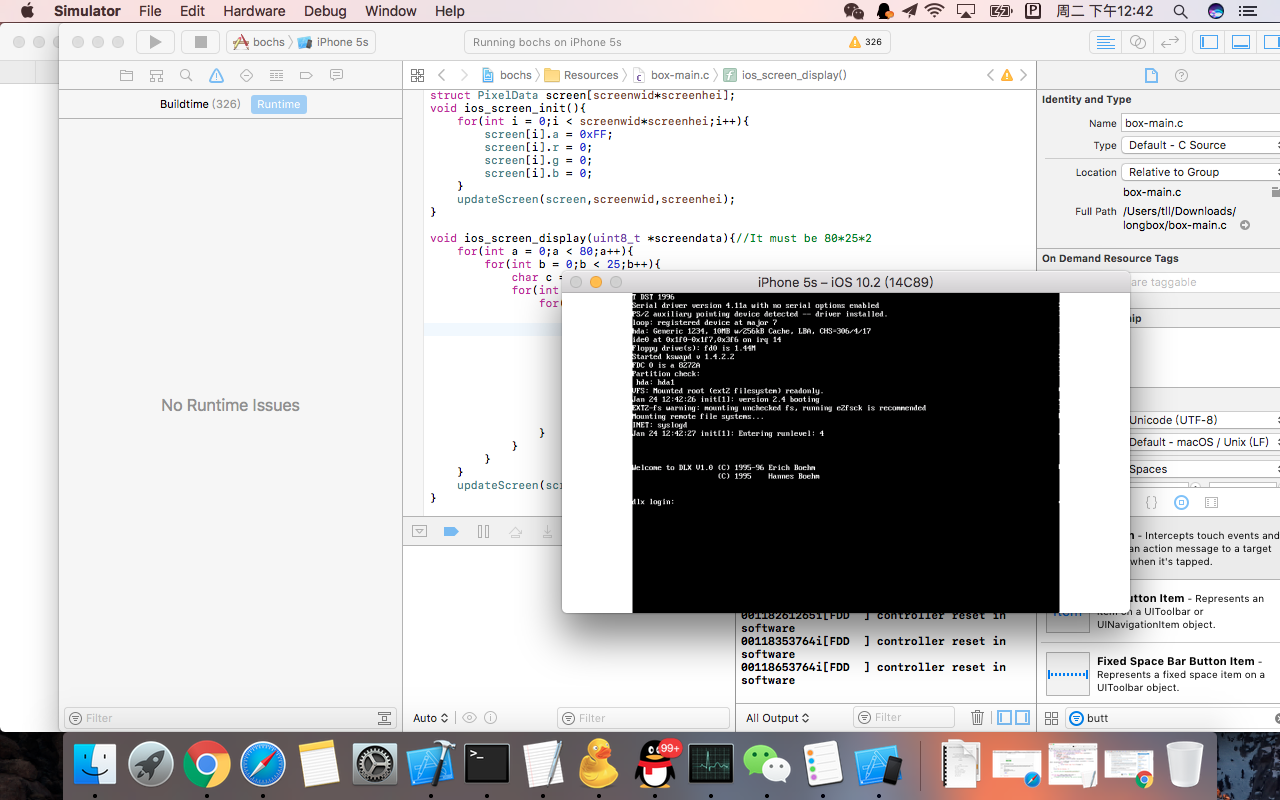 Simulator File Edit Hardware Debug Window Help
周二 下午12:42
bochs iPhone 5s
Running bochs on iPhone 5s
326
bochs Resources box-main.c ios_screen_display()
Buildtime (326) Runtime
No Runtime Issues
Filter
struct PixelData screen[screenwid*screenhei];
void ios_screen_init(){
for(int i = 0;i < screenwid*screenhei;i++){
screen[i].a = 0xFF;
screen[i].r = 0;
screen[i].g = 0;
screen[i].b = 0;
}
updateScreen(screen,screenwid,screenhei);
}
void ios_screen_display(uint8_t *screendata){//It must be 80*25*2
for(int a = 0;a < 80;a++){
for(int b = 0;b < 25;b++){
char c =
for(int
for
}
}
}
}
updateScreen(sc
}
iPhone 5s – iOS 10.2 (14C89)
T DST 1996
Serial driver version 4.11a with no serial options enabled
PS/2 auxiliary pointing device detected -- driver installed.
loop: registered device at major 7
hda: Generic 1234, 10MB w/256kB Cache, LBA, CHS=306/4/17
ide0 at 0x1f0-0x1f7,0x3f6 on irq 14
Floppy drive(s): fd0 is 1.44M
Started kswapd v 1.4.2.2
FDC 0 is a 8272A
Partition check:
hda: hda1
VFS: Mounted root (ext2 filesystem) readonly.
Jan 24 12:42:26 init[1]: version 2.4 booting
EXT2-fs warning: mounting unchecked fs, running e2fsck is recommended
Mounting remote file systems...
INET: syslogd
Jan 24 12:42:27 init[1]: Entering runlevel: 4
Welcome to DLX V1.0 (C) 1995-96 Erich Boehm
(C) 1995 Hannes Boehm
dlx login:
00118261265i[FDD ] controller reset in
software
00118353764i[FDD ] controller reset in
software
00118653764i[FDD ] controller reset in
software
Auto
Filter
All Output
Filter
Identity and Type
Name box-main.c
Type Default - C Source
Location Relative to Group
box-main.c
Full Path /Users/tll/Downloads/
longbox/box-main.c
On Demand Resource Tags
are taggable
hip
Unicode (UTF-8)
Default - macOS / Unix (LF)
Spaces
n - Intercepts touch events and
an action message to a target
when it's tapped.
utton Item - Represents an
item on a UIToolbar or
UINavigationItem object.
Fixed Space Bar Button Item -
Represents a fixed space item on a
UIToolbar object.
butt
99+